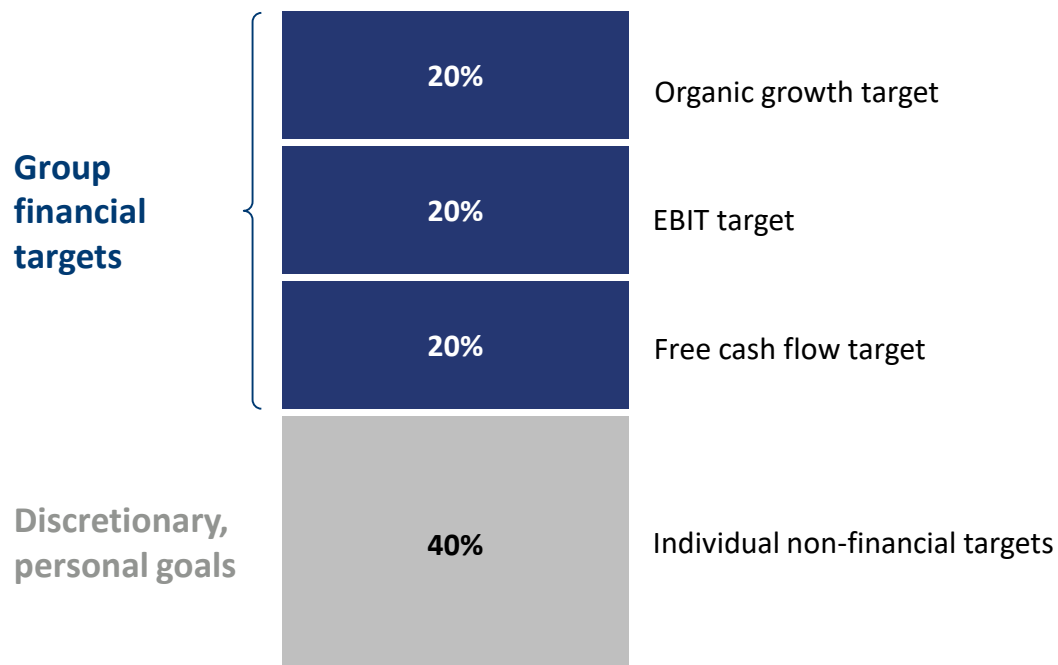 20%
Organic growth target
Group
financial
targets
20%
EBIT target
20%
Free cash flow target
Discretionary,
personal goals
40%
Individual non-financial targets